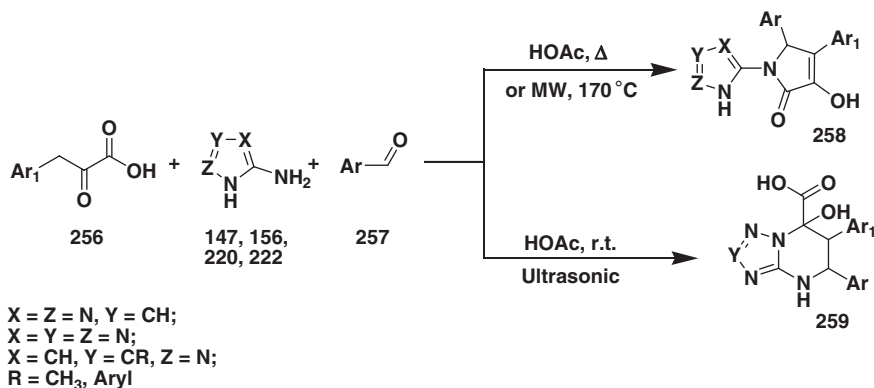 Ar
Ar1
X
Y
Z
N
H
N
O
OH
258
HOAc, Δ
or MW, 170 °C
Ar1
O
O
OH
256
+
Y
X
Z
N
H
NH2
147, 156,
220, 222
+
Ar
O
257
HOAc, r.t.
Ultrasonic
HO
O
OH
Ar1
N
N
Y
N
N
H
Ar
259
X = Z = N, Y = CH;
X = Y = Z = N;
X = CH, Y = CR, Z = N;
R = CH3, Aryl